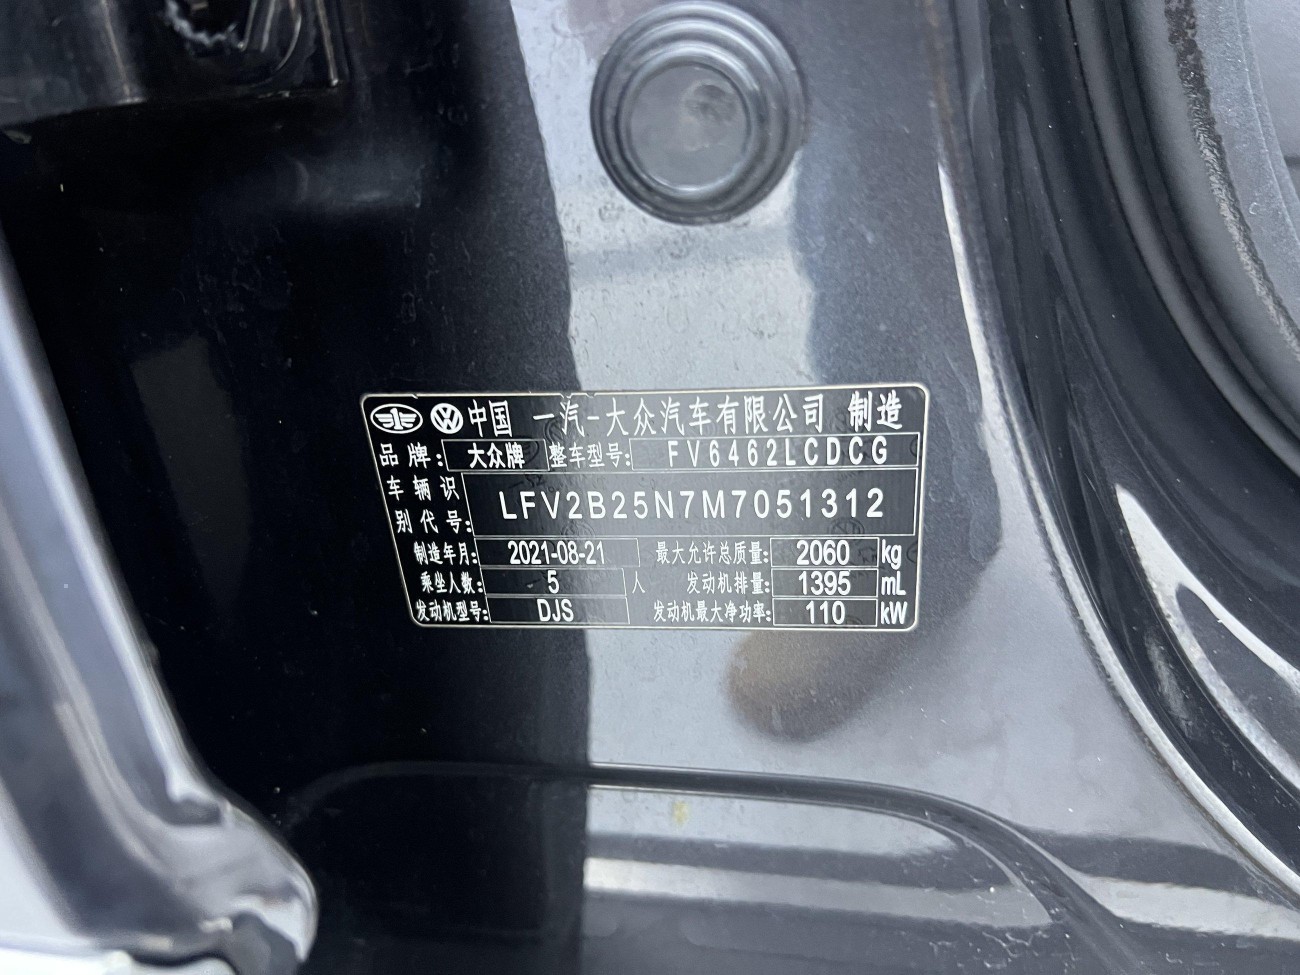 中国 一汽-大众汽车有限公司 制造
品牌: 大众牌 整车型号: FV6462LCDCG
车辆识别代号: LFV2B25N7M7051312
制造年月: 2021-08-21 最大允许总质量: 2060 kg
乘坐人数: 5 人 发动机排量: 1395 mL
发动机型号: DJS 发动机最大净功率: 110 kW